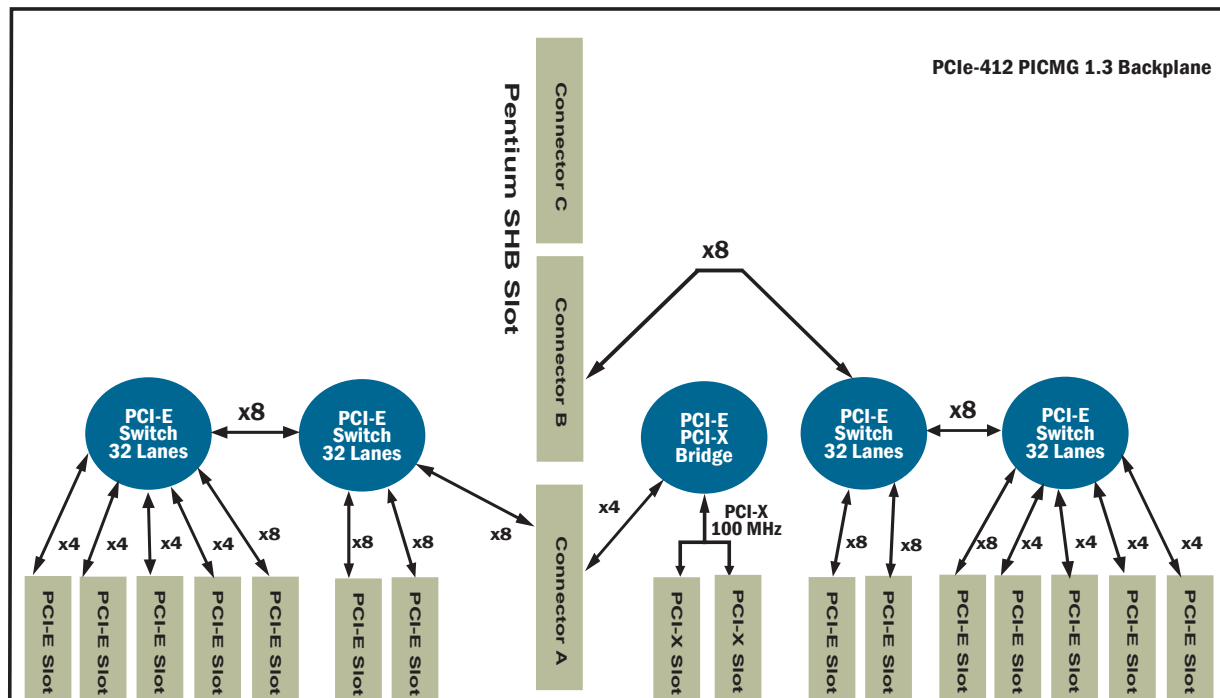 PCIe-412 PICMG 1.3 Backplane
Pentium SHB Slot
Connector C
Connector B
Connector A
x8
PCI-E
Switch
32 Lanes
x8
PCI-E
Switch
32 Lanes
PCI-E
PCI-X
Bridge
PCI-E
Switch
32 Lanes
x8
PCI-E
Switch
32 Lanes
x4
x4
x4
x4
x8
x8
x8
x8
x4
PCI-X
100 MHz
x8
x8
x8
x4
x4
x4
x4
PCI-E Slot
PCI-E Slot
PCI-E Slot
PCI-E Slot
PCI-E Slot
PCI-E Slot
PCI-E Slot
PCI-X Slot
PCI-X Slot
PCI-E Slot
PCI-E Slot
PCI-E Slot
PCI-E Slot
PCI-E Slot
PCI-E Slot
PCI-E Slot